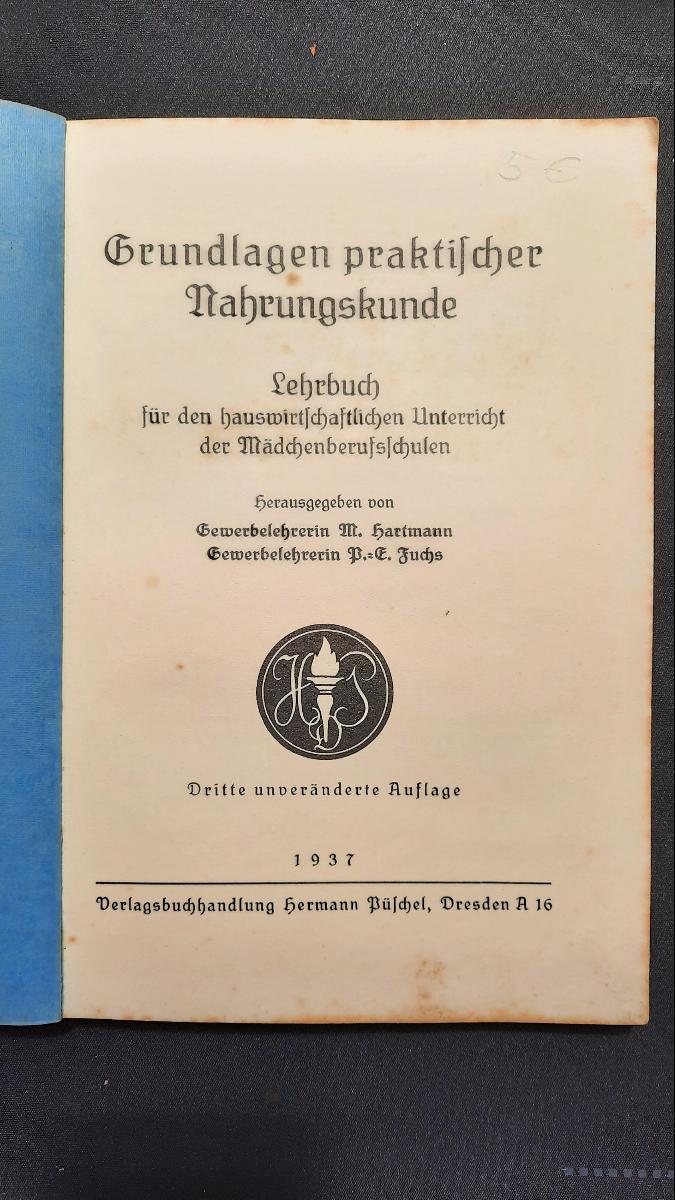 5 €
Grundlagen praktiſcher
Nahrungskunde
Lehrbuch
für den hauswirtſchaftlichen Unterricht
der Mädchenberufsſchulen
Herausgegeben von
Gewerbelehrerin M. Hartmann
Gewerbelehrerin P.=E. Fuchs
H P
B
Dritte unveränderte Auflage
1937
Verlagsbuchhandlung Hermann Püſchel, Dresden A 16